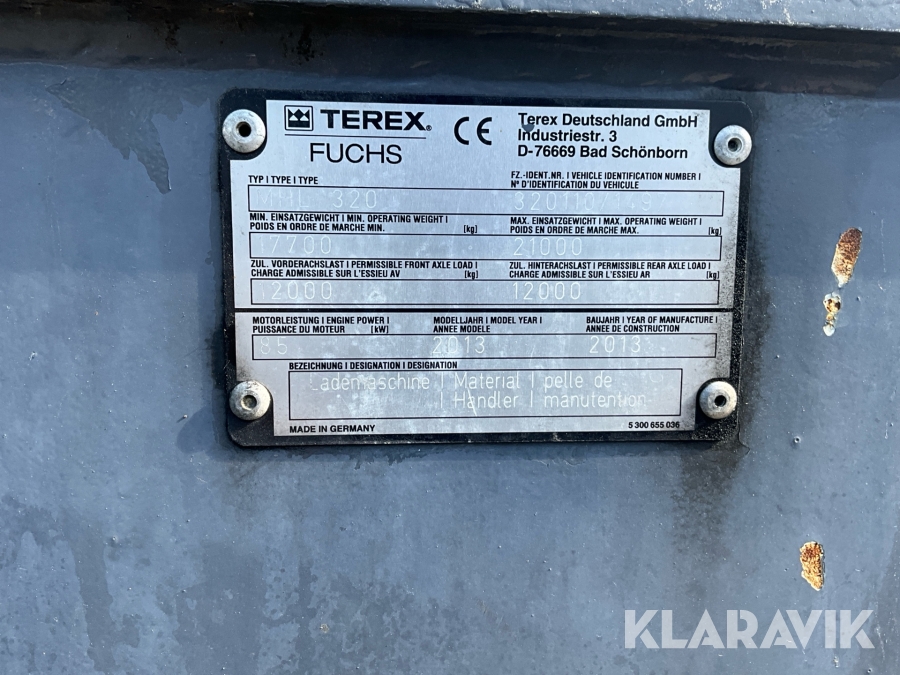 TEREX® CE Terex Deutschland GmbH
FUCHS Industriestr. 3
D-76669 Bad Schönborn
TYP I TYPE I TYPE FZ.-IDENT.NR. I VEHICLE IDENTIFICATION NUMBER I
N° D'IDENTIFICATION DU VEHICULE
MHL 320
MIN. EINSATZGEWICHT I MIN. OPERATING WEIGHT I MAX. EINSATZGEWICHT I MAX. OPERATING WEIGHT I
POIDS EN ORDRE DE MARCHE MIN. [kg] POIDS EN ORDRE DE MARCHE MAX. [kg]
21000
ZUL. VORDERACHSLAST I PERMISSIBLE FRONT AXLE LOAD I ZUL. HINTERACHSLAST I PERMISSIBLE REAR AXLE LOAD I
CHARGE ADMISSIBLE SUR L'ESSIEU AV [kg] CHARGE ADMISSIBLE SUR L'ESSIEU AR [kg]
12000 12000
MOTORLEISTUNG I ENGINE POWER I MODELLJAHR I MODEL YEAR I BAUJAHR I YEAR OF MANUFACTURE I
PUISSANCE DU MOTEUR [kW] ANNEE MODELE ANNEE DE CONSTRUCTION
2013 2013
BEZEICHNUNG I DESIGNATION I DESIGNATION
Lademaschine | Material | pelle de
| Handler | manutention
MADE IN GERMANY 5 300 655 036
KLARAVIK